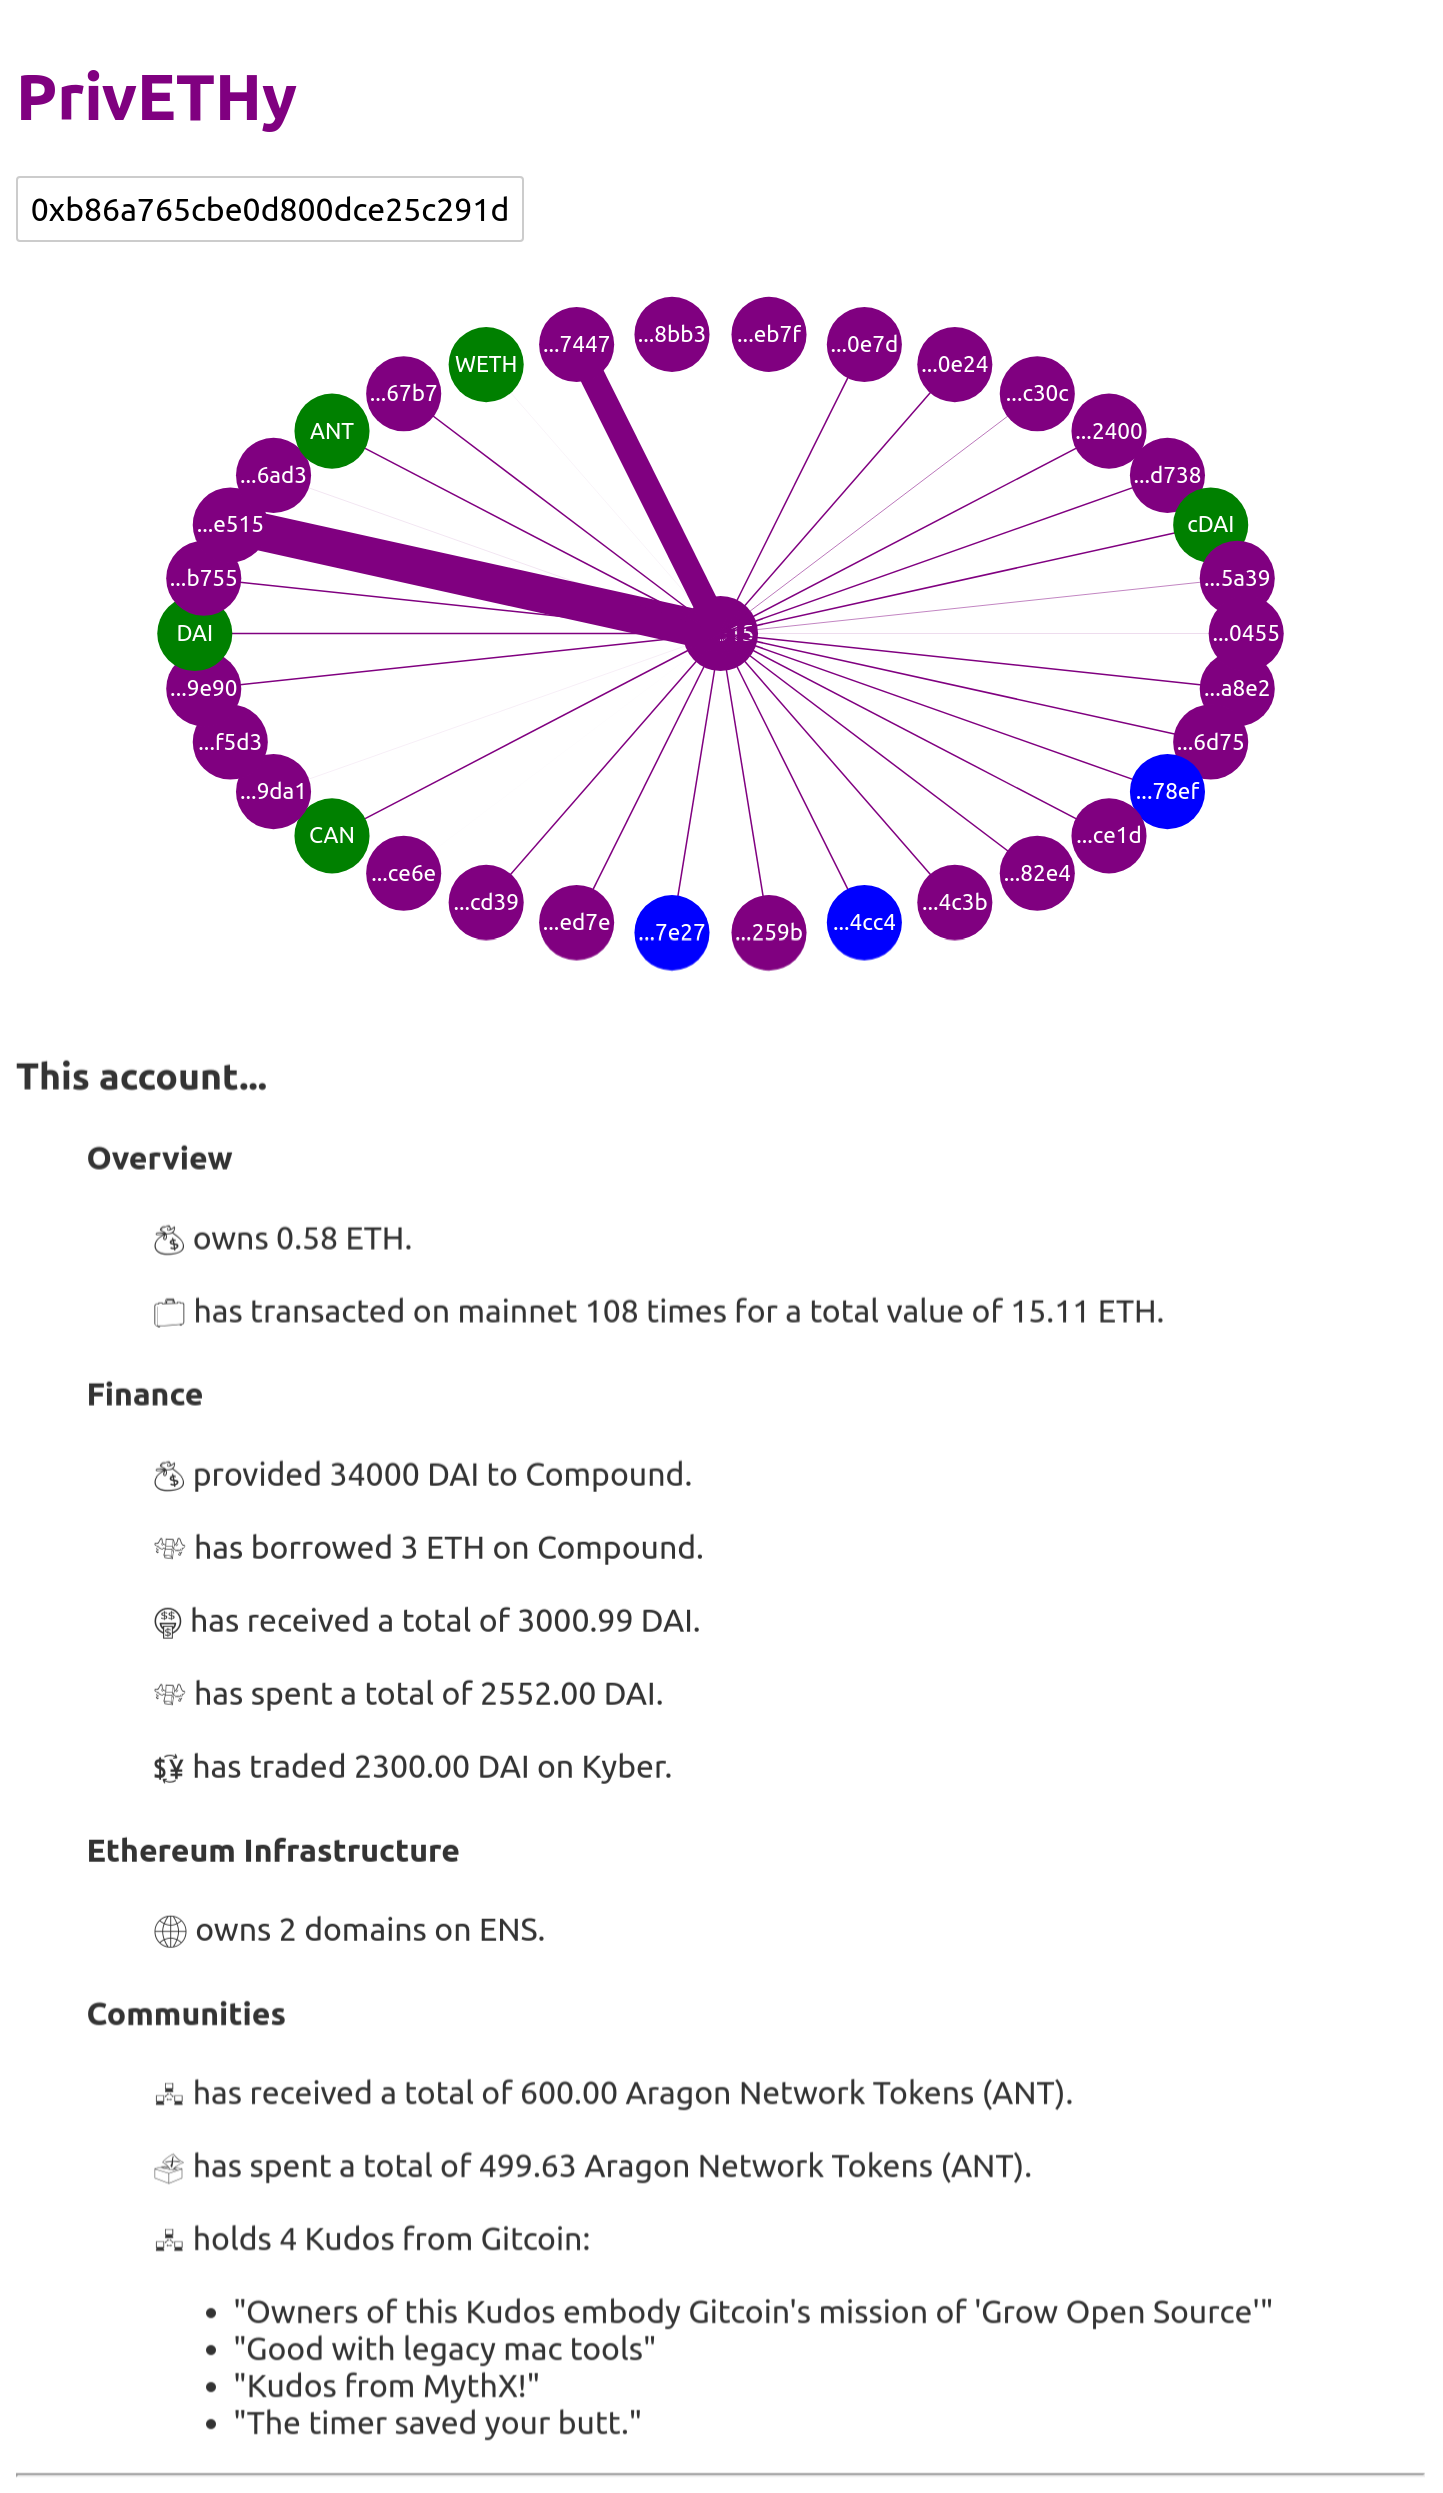 PrivETHy
0xb86a765cbe0d800dce25c291d
...8bb3
...eb7f
...7447
...0e7d
WETH
...0e24
...67b7
...c30c
ANT
...2400
...6ad3
...d738
...e515
cDAI
...b755
...5a39
DAI
...0455
...9e90
...a8e2
...f5d3
...6d75
...9da1
...78ef
CAN
...ce1d
...ce6e
...82e4
...cd39
...4c3b
...ed7e
...4cc4
...7e27
...259b
This account...
Overview
owns 0.58 ETH.
has transacted on mainnet 108 times for a total value of 15.11 ETH.
Finance
provided 34000 DAI to Compound.
has borrowed 3 ETH on Compound.
has received a total of 3000.99 DAI.
has spent a total of 2552.00 DAI.
has traded 2300.00 DAI on Kyber.
Ethereum Infrastructure
owns 2 domains on ENS.
Communities
has received a total of 600.00 Aragon Network Tokens (ANT).
has spent a total of 499.63 Aragon Network Tokens (ANT).
holds 4 Kudos from Gitcoin:
• "Owners of this Kudos embody Gitcoin's mission of 'Grow Open Source'"
• "Good with legacy mac tools"
• "Kudos from MythX!"
• "The timer saved your butt."